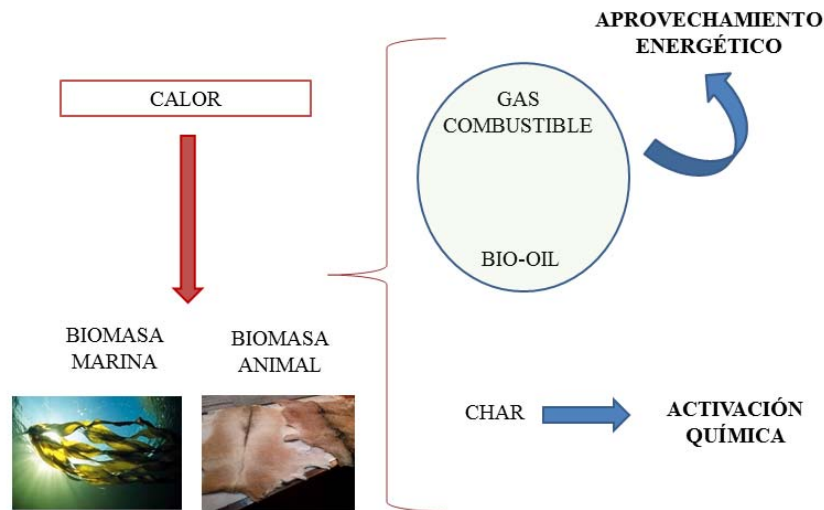 CALOR
BIOMASA
MARINA
BIOMASA
ANIMAL
GAS
COMBUSTIBLE
BIO-OIL
APROVECHAMIENTO
ENERGÉTICO
CHAR
ACTIVACIÓN
QUÍMICA